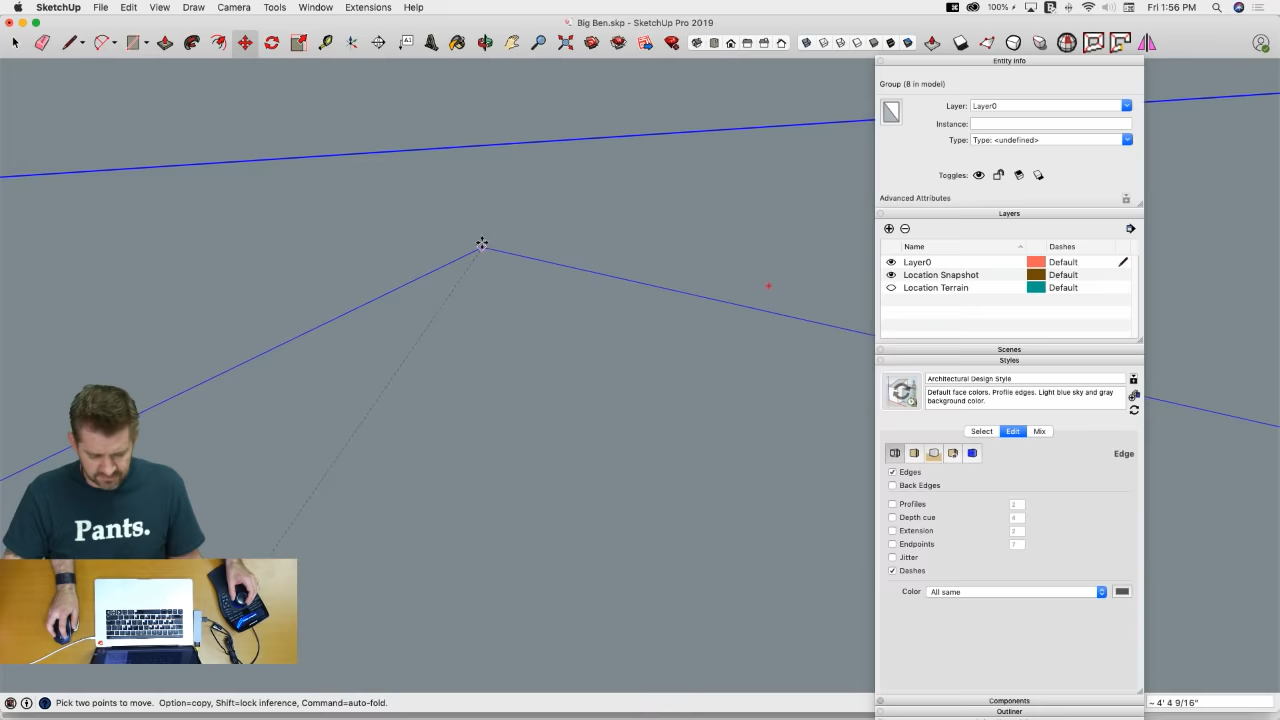 SketchUp File Edit View Draw Camera Tools Window Extensions Help 100% Fri 1:56 PM
Big Ben.skp - SketchUp Pro 2019
Entity Info
Group (8 in model)
Layer: Layer0
Instance:
Type: Type: <undefined>
Toggles:
Advanced Attributes
Layers
Name Dashes
Layer0 Default
Location Snapshot Default
Location Terrain Default
Scenes
Styles
Architectural Design Style
Default face colors. Profile edges. Light blue sky and gray
background color.
Select Edit Mix
Edge
Edges
Back Edges
Profiles 2
Depth cue 4
Extension 2
Endpoints 7
Jitter
Dashes
Color All same
Pants.
Components
Pick two points to move. Option=copy, Shift=lock inference, Command=auto-fold. ~ 4' 4 9/16"
Outliner